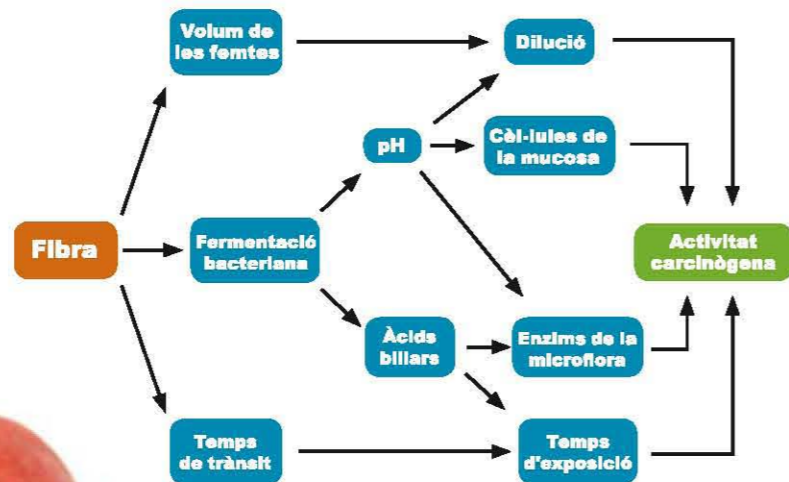 Volum de
les femtes
Dilució
pH
Cèl·lules de
la mucosa
Fibra
Fermentació
bacteriana
Activitat
carcinògena
Àcids
biliars
Enzims de la
microflora
Temps
de trànsit
Temps
d'exposició